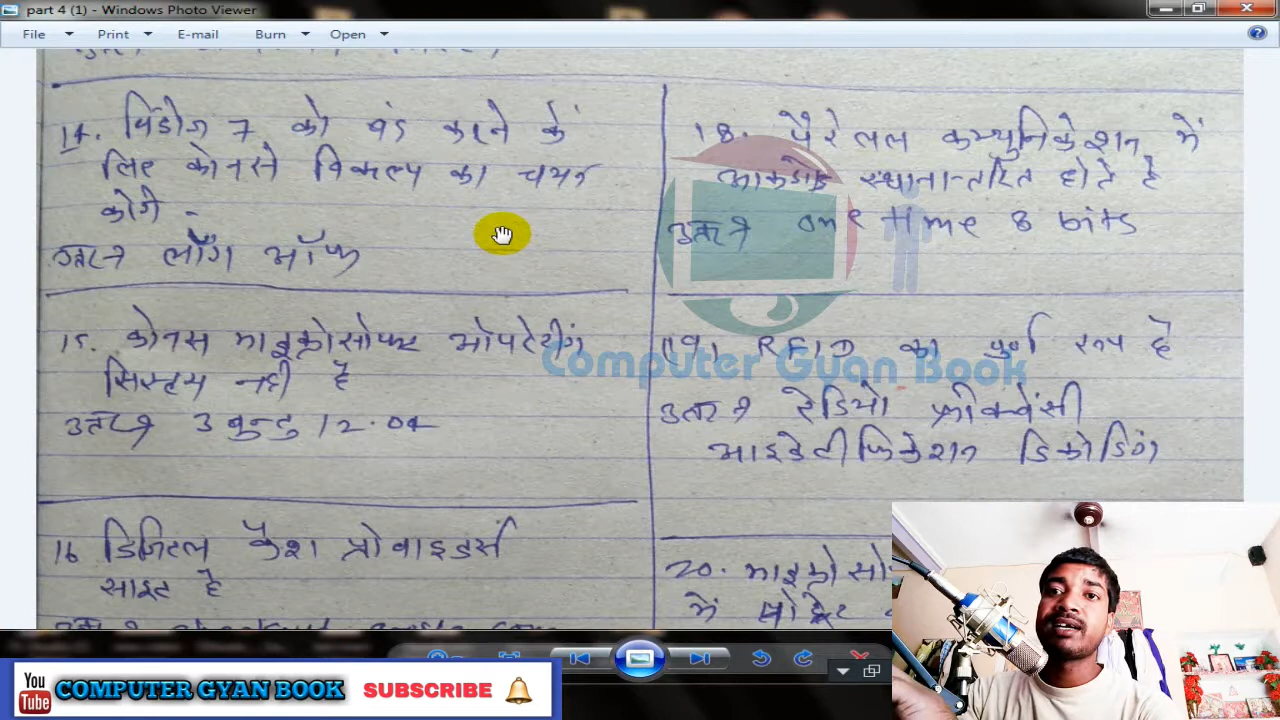 part 4 (1) - Windows Photo Viewer
File Print E-mail Burn Open
14. विंडोज 7 को बंद करने के
लिए कोनसे विकल्प का चयन
करेगे -
उत्तर लॉग ऑफ
15. कोनस माइक्रोसोफ्ट ऑपरेटींग
सिस्टम नही है
उत्तर उबुन्टु 12.04
16 डिजिटल कैश प्रोवाइडर्स
साइट है
18. पैरेलल कम्युनिकेशन में
स्थानान्तरित होते है
उत्तर one time 8 bits
(19) RFID का पुर्ण रूप है
उत्तर रेडियो फ्रीक्वेंसी
आइडेंटीफिकेशन डिकोडिंग
20. माइक्रोसो
में
Computer Gyan Book
You Tube COMPUTER GYAN BOOK SUBSCRIBE